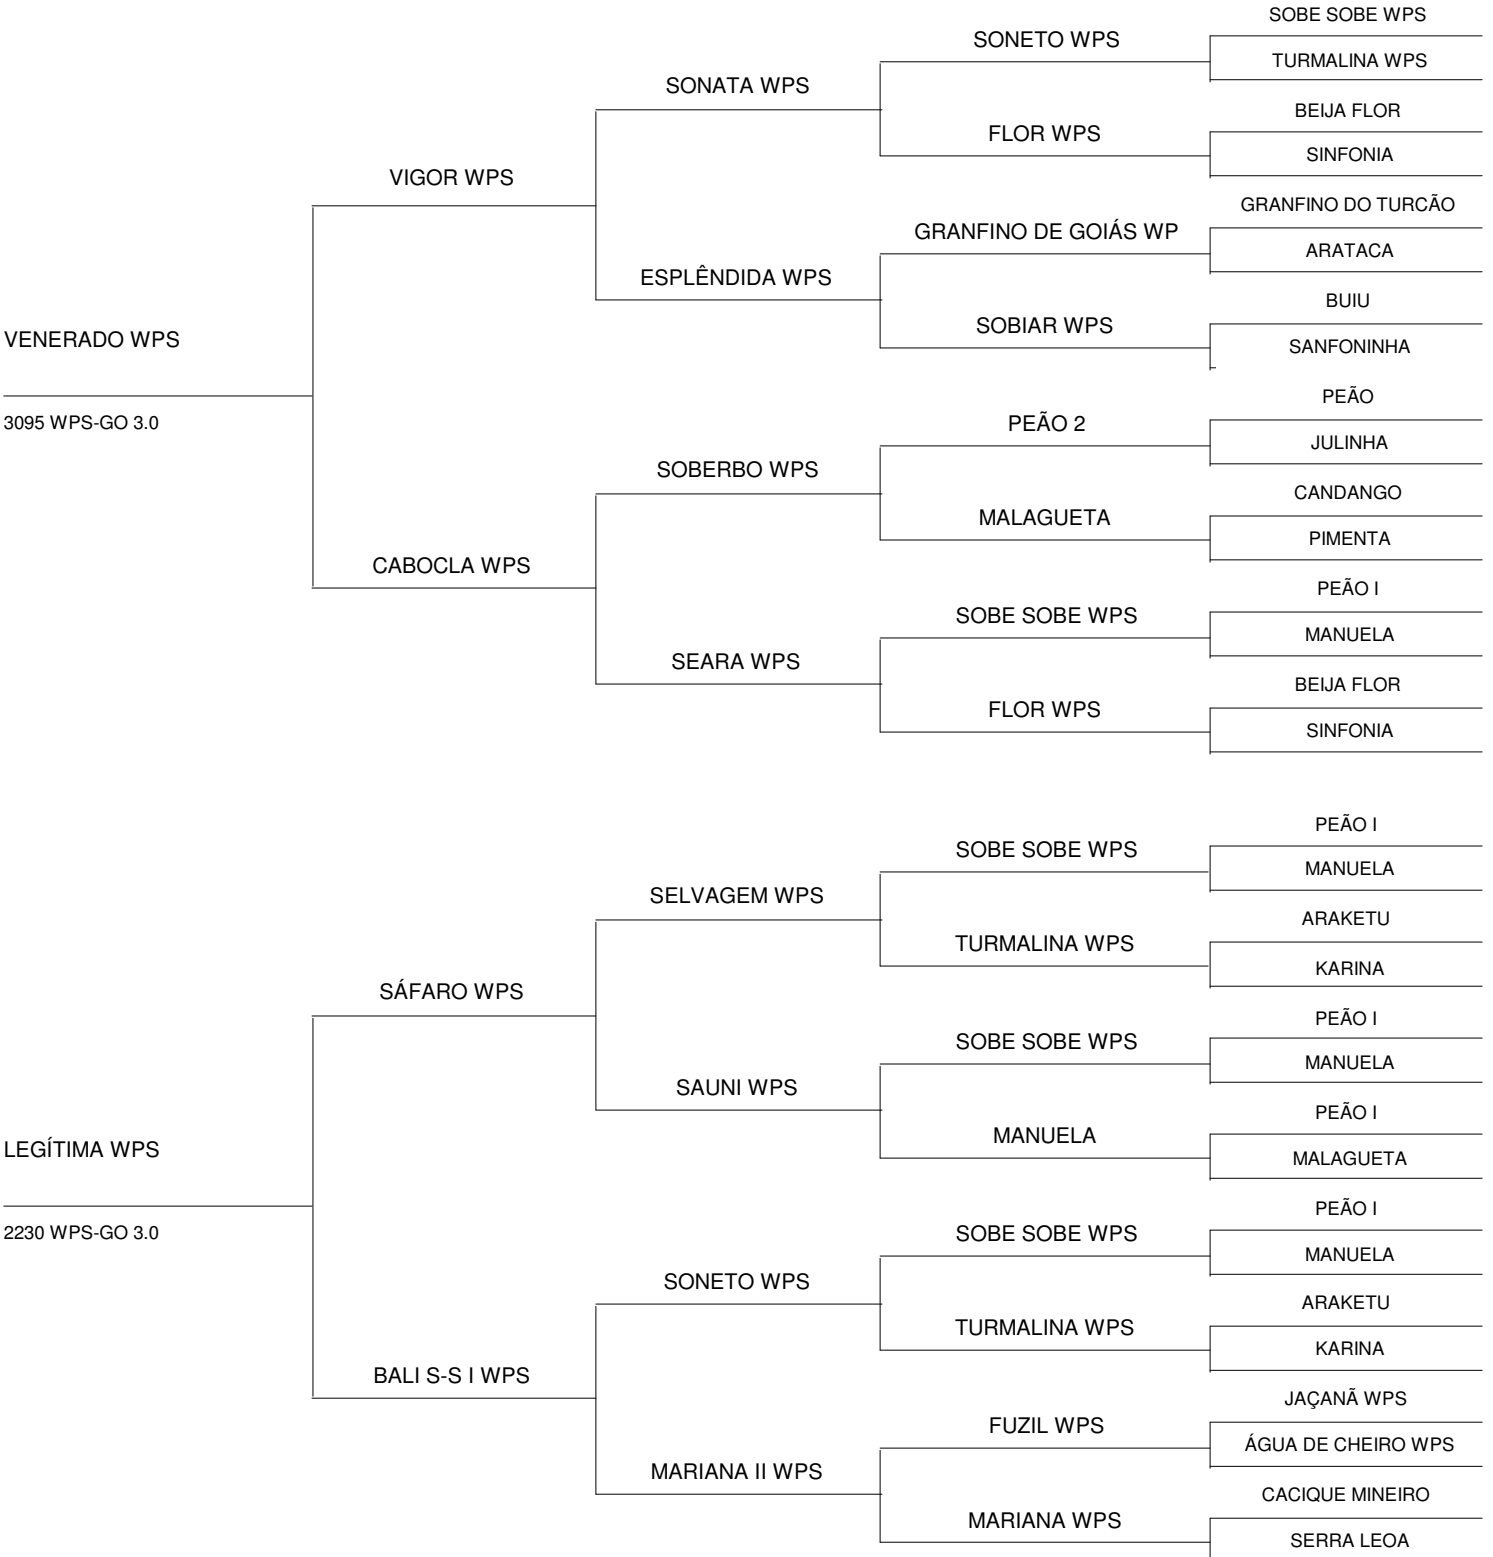 SOBE SOBE WPS
SONETO WPS
TURMALINA WPS
SONATA WPS
BEIJA FLOR
FLOR WPS
SINFONIA
VIGOR WPS
GRANFINO DO TURCÃO
GRANFINO DE GOIÁS WP
ARATACA
ESPLÊNDIDA WPS
BUIU
SOBIAR WPS
SANFONINHA
VENERADO WPS
3095 WPS-GO 3.0
PEÃO
PEÃO 2
JULINHA
SOBERBO WPS
CANDANGO
MALAGUETA
PIMENTA
CABOCLA WPS
PEÃO I
SOBE SOBE WPS
MANUELA
SEARA WPS
BEIJA FLOR
FLOR WPS
SINFONIA
PEÃO I
SOBE SOBE WPS
MANUELA
SELVAGEM WPS
ARAKETU
TURMALINA WPS
KARINA
SÁFARO WPS
PEÃO I
SOBE SOBE WPS
MANUELA
SAUNI WPS
PEÃO I
MANUELA
MALAGUETA
LEGÍTIMA WPS
2230 WPS-GO 3.0
PEÃO I
SOBE SOBE WPS
MANUELA
SONETO WPS
ARAKETU
TURMALINA WPS
KARINA
BALI S-S I WPS
JAÇANÃ WPS
FUZIL WPS
ÁGUA DE CHEIRO WPS
MARIANA II WPS
CACIQUE MINEIRO
MARIANA WPS
SERRA LEOA